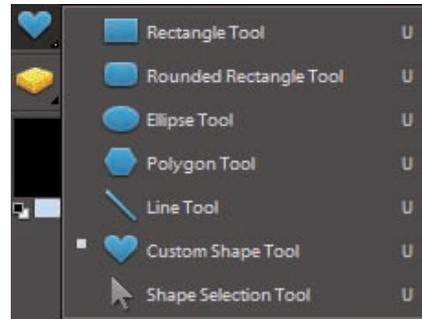 Rectangle Tool U
Rounded Rectangle Tool U
Ellipse Tool U
Polygon Tool U
Line Tool U
Custom Shape Tool U
Shape Selection Tool U